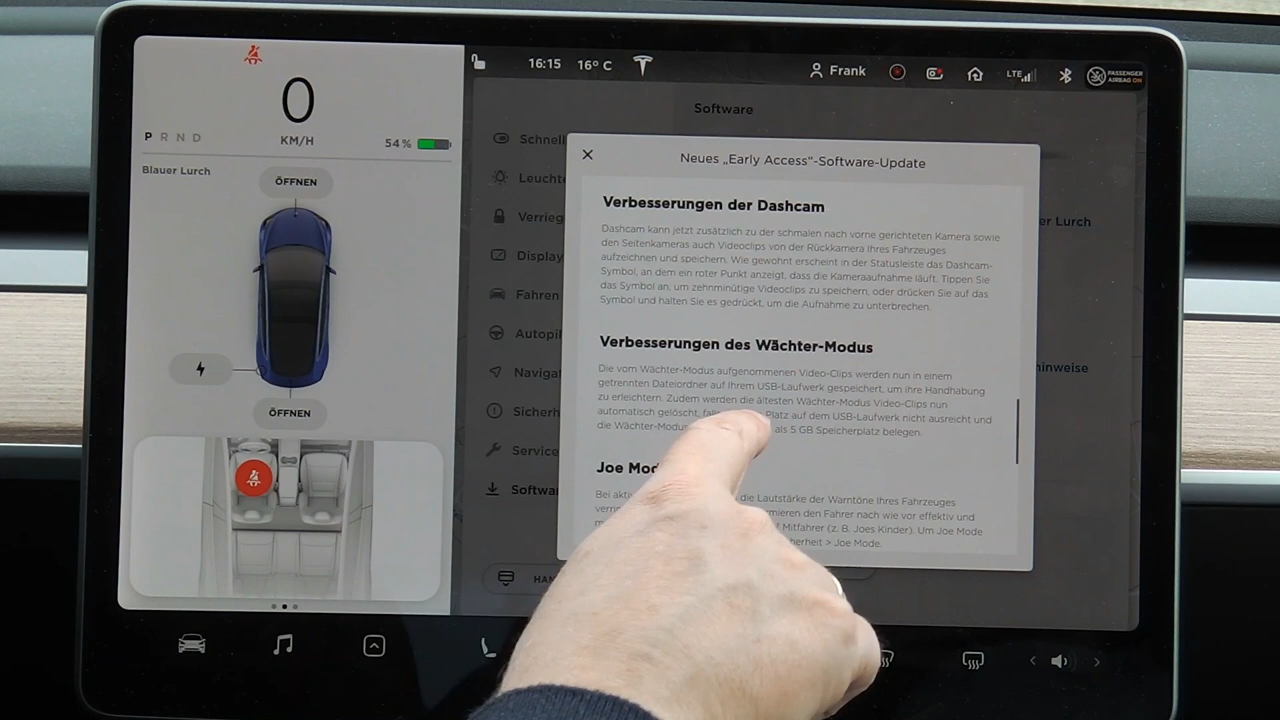 0
KM/H
P R N D
54 %
Blauer Lurch
ÖFFNEN
ÖFFNEN
16:15 16° C
Frank
LTE
PASSENGER
AIRBAG ON
Software
Schnell
Leuchte
Verrieg
Display
Fahren
Autopil
Navigat
Sicherh
Service
Softwa
HAN
er Lurch
hinweise
Neues „Early Access"-Software-Update
Verbesserungen der Dashcam
Dashcam kann jetzt zusätzlich zu der schmalen nach vorne gerichteten Kamera sowie
den Seitenkameras auch Videoclips von der Rückkamera Ihres Fahrzeuges
aufzeichnen und speichern. Wie gewohnt erscheint in der Statusleiste das Dashcam-
Symbol, an dem ein roter Punkt anzeigt, dass die Kameraaufnahme läuft. Tippen Sie
das Symbol an, um zehnminütige Videoclips zu speichern, oder drücken Sie auf das
Symbol und halten Sie es gedrückt, um die Aufnahme zu unterbrechen.
Verbesserungen des Wächter-Modus
Die vom Wächter-Modus aufgenommenen Video-Clips werden nun in einem
getrennten Dateiordner auf Ihrem USB-Laufwerk gespeichert, um ihre Handhabung
zu erleichtern. Zudem werden die ältesten Wächter-Modus Video-Clips nun
automatisch gelöscht, Platz auf dem USB-Laufwerk nicht ausreicht und
die Wächter-Modus als 5 GB Speicherplatz belegen.
Joe Mod
Bei akti die Lautstärke der Warntöne Ihres Fahrzeuges
verri rmieren den Fahrer nach wie vor effektiv und
Mitfahrer (z. B. Joes Kinder). Um Joe Mode
herheit > Joe Mode.